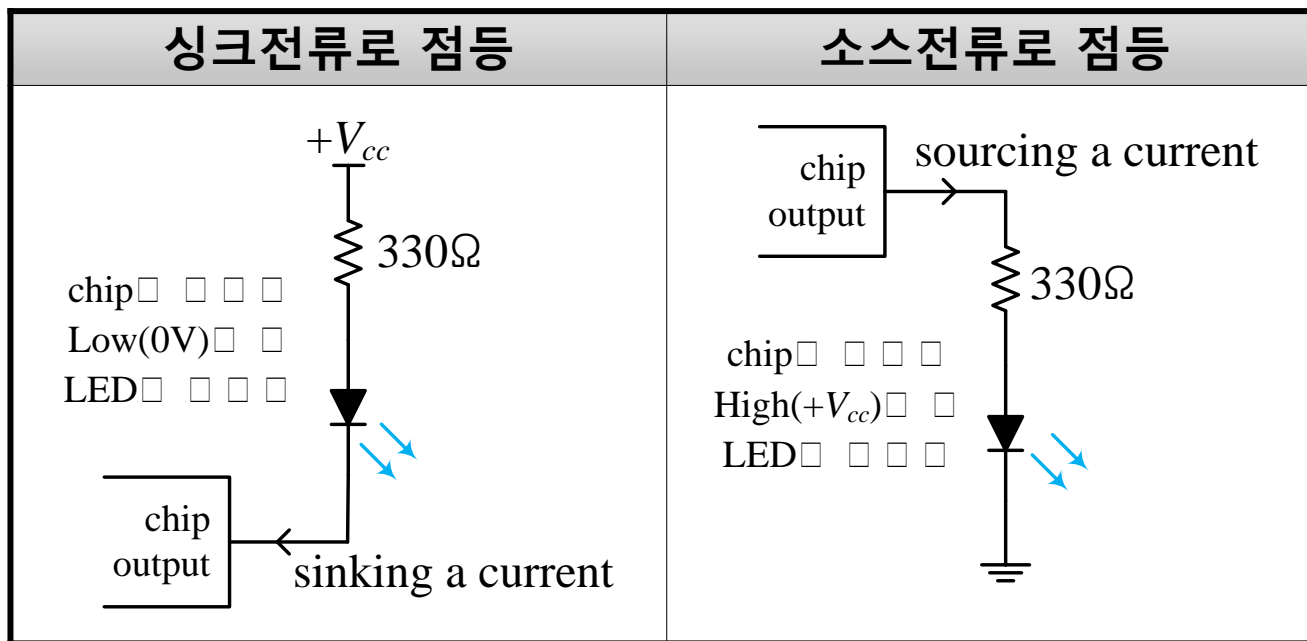 싱크전류로 점등
소스전류로 점등
+Vcc
330Ω
chip□ □□□
Low(0V)□ □
LED□ □□□
chip
output
sinking a current
chip
output
sourcing a current
330Ω
chip□ □□□
High(+Vcc)□ □
LED□ □□□